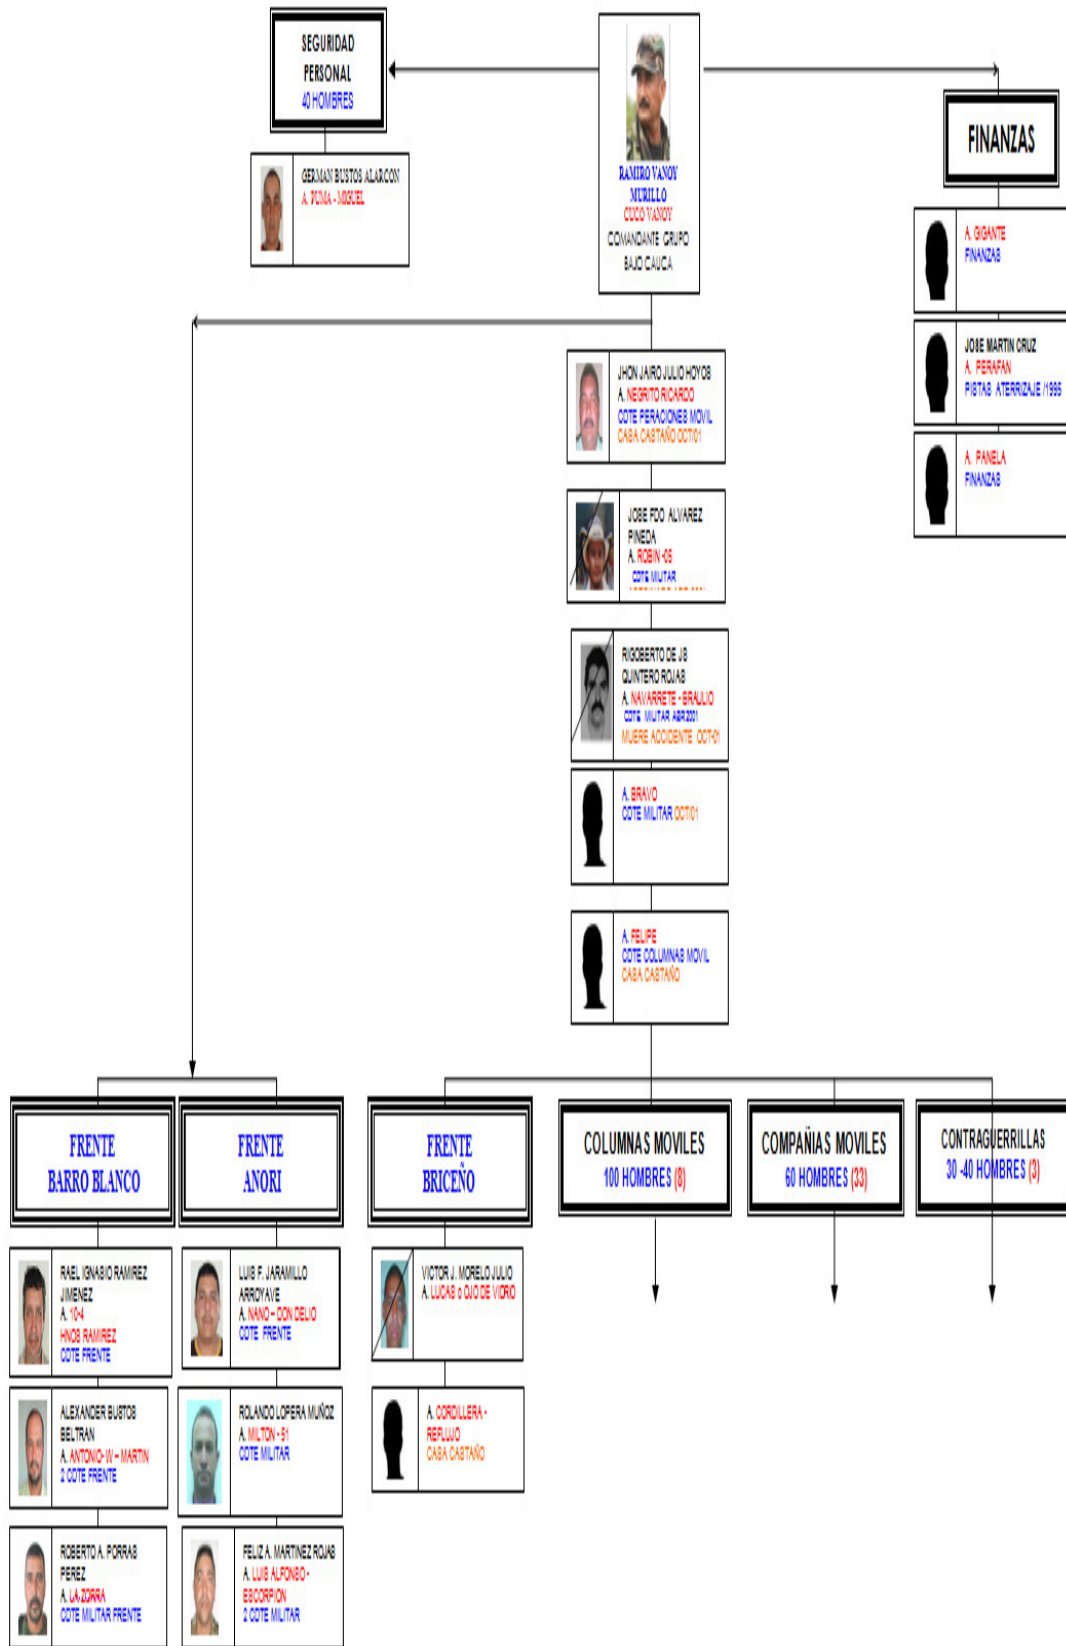 SEGURIDAD
PERSONAL
40 HOMBRES
GERMAN BUSTOS ALARCON
A. PUMA - MIGUEL
RAMIRO VANOY
MURILLO
CUCO VANOY
COMANDANTE GRUPO
BAJO CAUCA
FINANZAS
A. GIGANTE
FINANZAS
JOSE MARTIN CRUZ
A. PERAFAN
PISTAS ATERRIZAJE /1995
A. PANELA
FINANZAS
JHON JAIRO JULIO HOYOS
A. NEGRITO RICARDO
CDTE PERACIONES MOVIL
CASA CASTAÑO OCT/01
JOSE FDO ALVAREZ
PINEDA
A. ROBIN -05
CDTE MILITAR
RIGOBERTO DE JS
QUINTERO ROJAS
A. NAVARRETE - BRAULIO
CDTE MILITAR ABR2001
MUERE ACCIDENTE OCT-01
A. BRAVO
CDTE MILITAR OCT/01
A. FELIPE
CDTE COLUMNAS MOVIL
CASA CASTAÑO
FRENTE
BARRO BLANCO
FRENTE
ANORI
FRENTE
BRICEÑO
COLUMNAS MOVILES
100 HOMBRES (8)
COMPAÑIAS MOVILES
60 HOMBRES (33)
CONTRAGUERRILLAS
30 -40 HOMBRES (3)
RAEL IGNASIO RAMIREZ
JIMENEZ
A. 10-4
HNOS RAMIREZ
CDTE FRENTE
ALEXANDER BUSTOS
BELTRAN
A. ANTONIO- W – MARTIN
2 CDTE FRENTE
ROBERTO A. PORRAS
PEREZ
A. LA ZORRA
CDTE MILITAR FRENTE
LUIS F. JARAMILLO
ARROYAVE
A. NANO – DON DELIO
CDTE FRENTE
ROLANDO LOPERA MUÑOZ
A. MILTON - 51
CDTE MILITAR
FELIZ A. MARTINEZ ROJAS
A. LUIS ALFONSO -
ESCORPION
2 CDTE MILITAR
VICTOR J. MORELO JULIO
A. LUCAS o OJO DE VIDRIO
A. CORDILLERA -
REFLUJO
CASA CASTAÑO